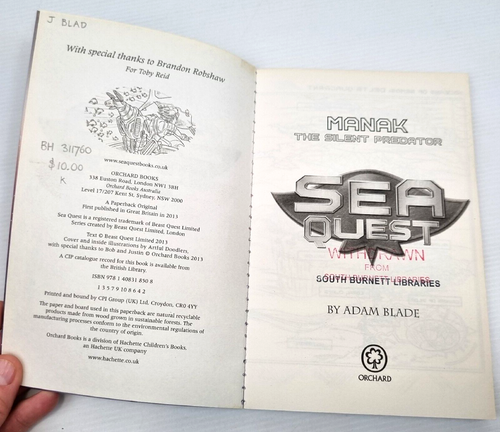 J BLAD
With special thanks to Brandon Robshaw
For Toby Reid
BH 311760
$10.00
K
www.seaquestbooks.co.uk
ORCHARD BOOKS
338 Euston Road, London NW1 3BH
Orchard Books Australia
Level 17/207 Kent St, Sydney, NSW 2000
A Paperback Original
First published in Great Britain in 2013
Sea Quest is a registered trademark of Beast Quest Limited
Series created by Beast Quest Limited, London
Text © Beast Quest Limited 2013
Cover and inside illustrations by Artful Doodlers,
with special thanks to Bob and Justin © Orchard Books 2013
A CIP catalogue record for this book is available from
the British Library.
ISBN 978 1 40831 850 8
1 3 5 7 9 10 8 6 4 2
Printed and bound by CPI Group (UK) Ltd, Croydon, CR0 4YY
The paper and board used in this paperback are natural recyclable
products made from wood grown in sustainable forests. The
manufacturing processes conform to the environmental regulations of
the country of origin.
Orchard Books is a division of Hachette Children's Books,
an Hachette UK company
www.hachette.co.uk
MANAK
THE SILENT PREDATOR
SEA
QUEST
WITHDRAWN
FROM
SOUTH BURNETT LIBRARIES
SOUTH BURNETT LIBRARIES
BY ADAM BLADE
ORCHARD